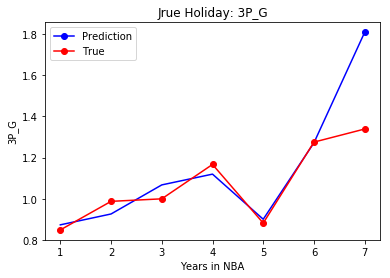 Jrue Holiday: 3P_G
Prediction
True
3P_G
1.8
1.6
1.4
1.2
1.0
0.8
1 2 3 4 5 6 7
Years in NBA